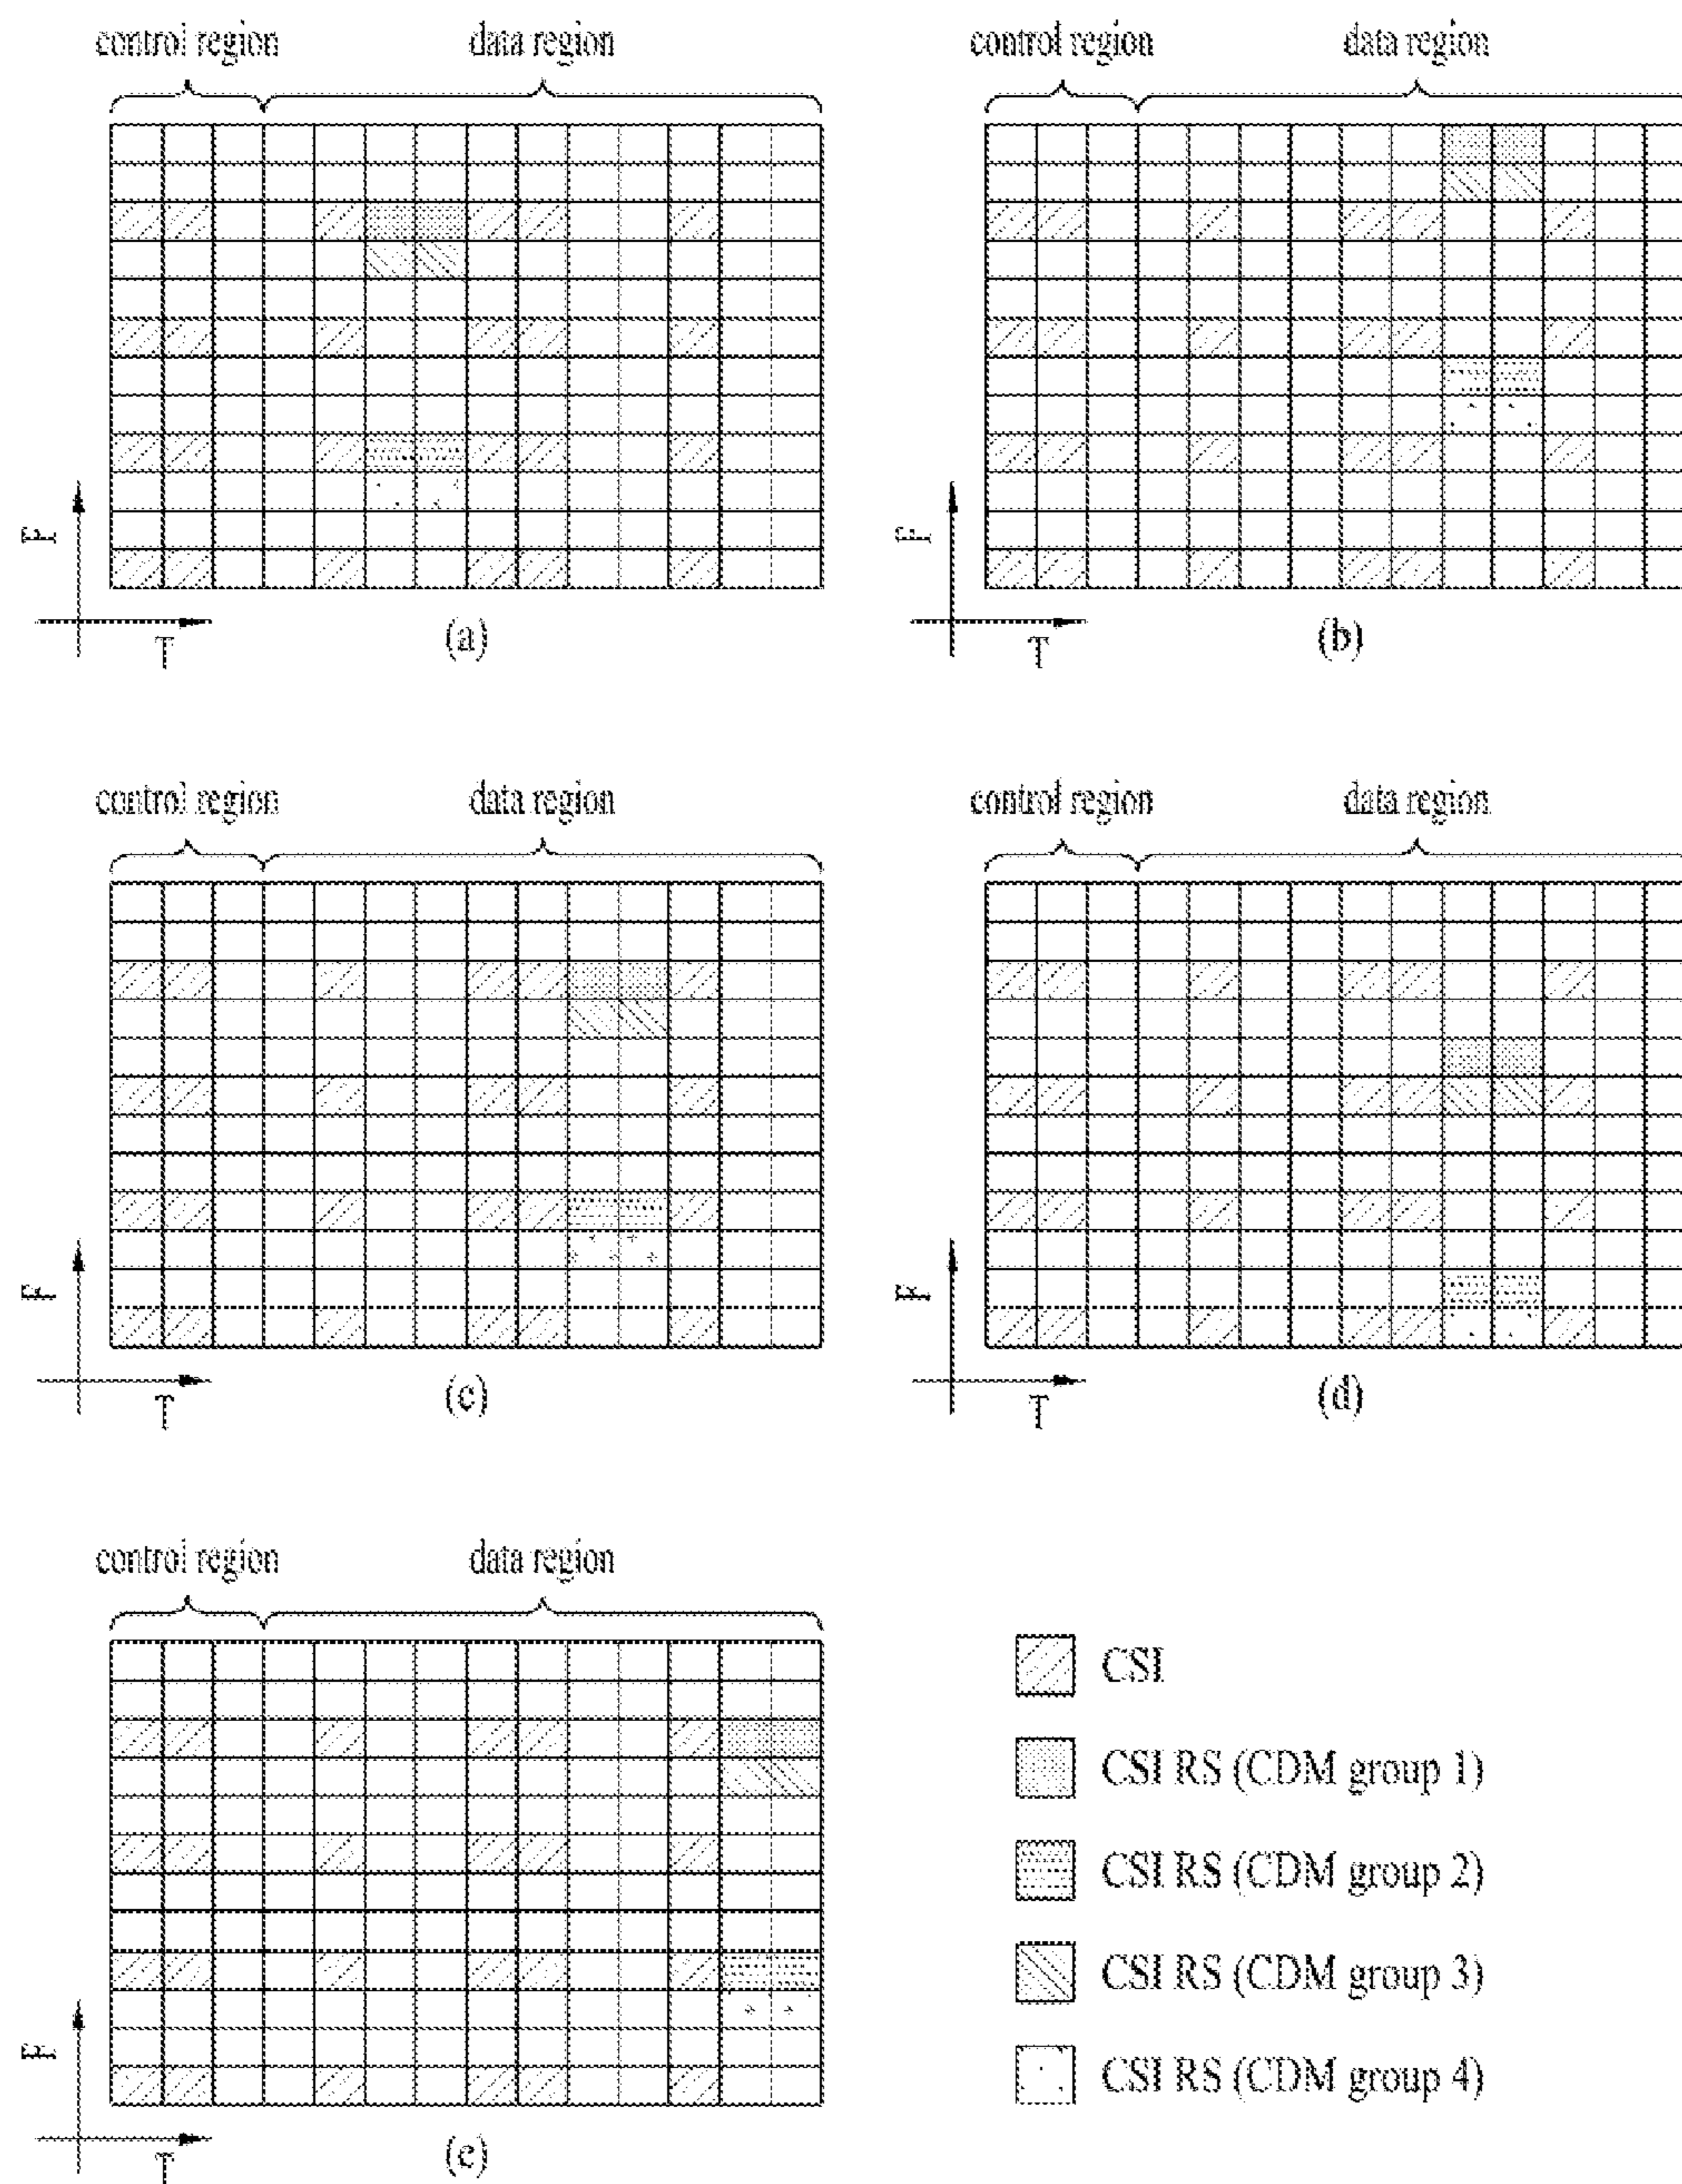 control region data region
control region data region
F
T
(a)
F
T
(b)
control region data region
control region data region
F
T
(c)
F
T
(d)
control region data region
F
T
(e)
CSI
CSI RS (CDM group 1)
CSI RS (CDM group 2)
CSI RS (CDM group 3)
CSI RS (CDM group 4)